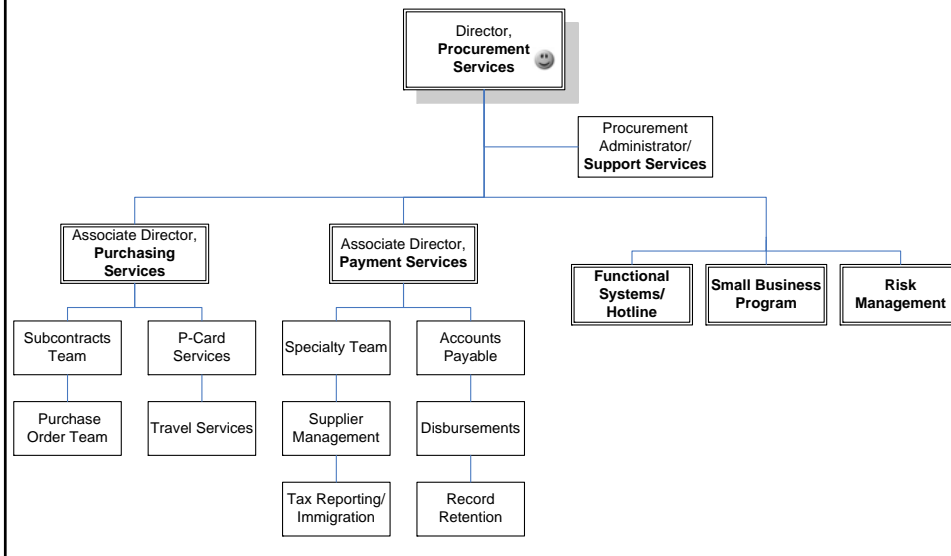 Director,
Procurement
Services
Procurement
Administrator/
Support Services
Associate Director,
Purchasing
Services
Associate Director,
Payment Services
Functional
Systems/
Hotline
Small Business
Program
Risk
Management
Subcontracts
Team
P-Card
Services
Specialty Team
Accounts
Payable
Purchase
Order Team
Travel Services
Supplier
Management
Disbursements
Tax Reporting/
Immigration
Record
Retention